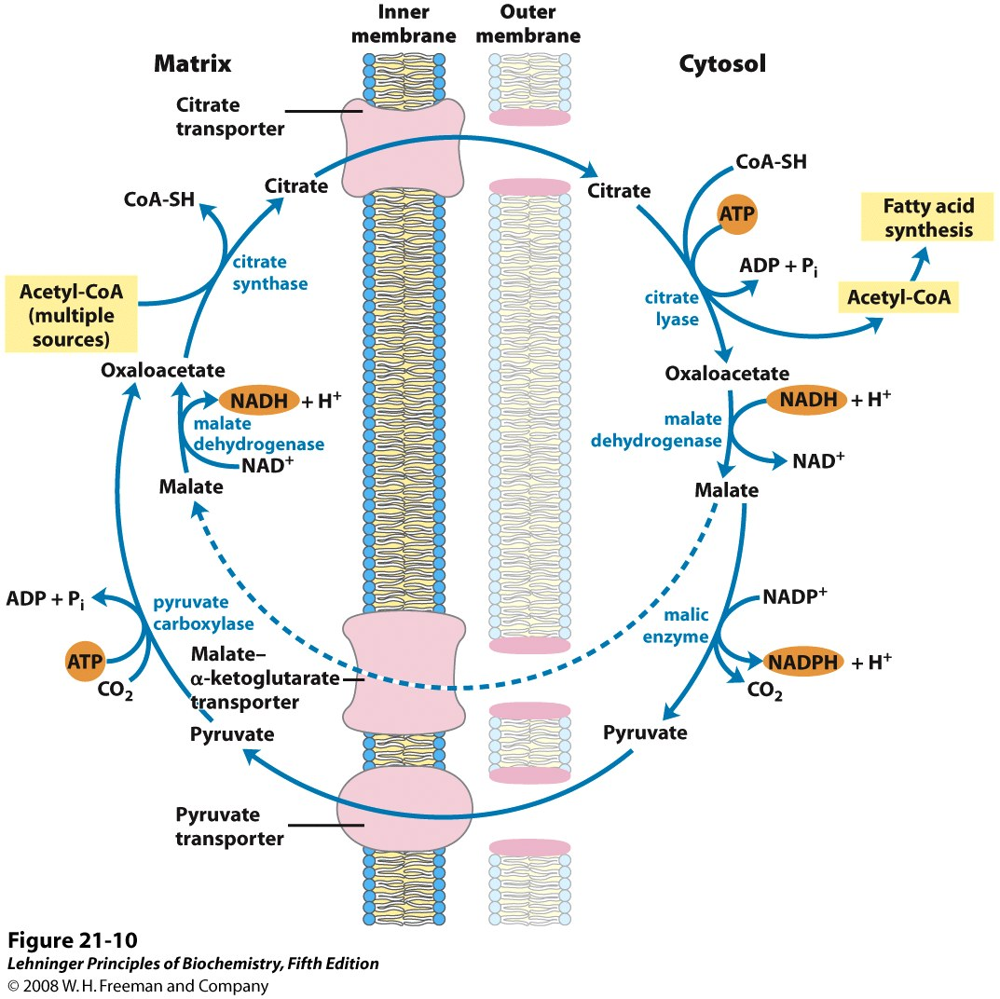 Inner
membrane
Outer
membrane
Matrix
Cytosol
Citrate
transporter
Citrate
CoA-SH
citrate
synthase
Acetyl-CoA
(multiple
sources)
Oxaloacetate
NADH + H⁺
malate
dehydrogenase
NAD⁺
Malate
ADP + Pᵢ
pyruvate
carboxylase
ATP
CO₂
Malate–
α-ketoglutarate
transporter
Pyruvate
Pyruvate
transporter
Citrate
CoA-SH
ATP
ADP + Pᵢ
Fatty acid
synthesis
Acetyl-CoA
citrate
lyase
Oxaloacetate
NADH + H⁺
malate
dehydrogenase
NAD⁺
Malate
NADP⁺
malic
enzyme
NADPH + H⁺
CO₂
Pyruvate
Figure 21-10
Lehninger Principles of Biochemistry, Fifth Edition
© 2008 W. H. Freeman and Company